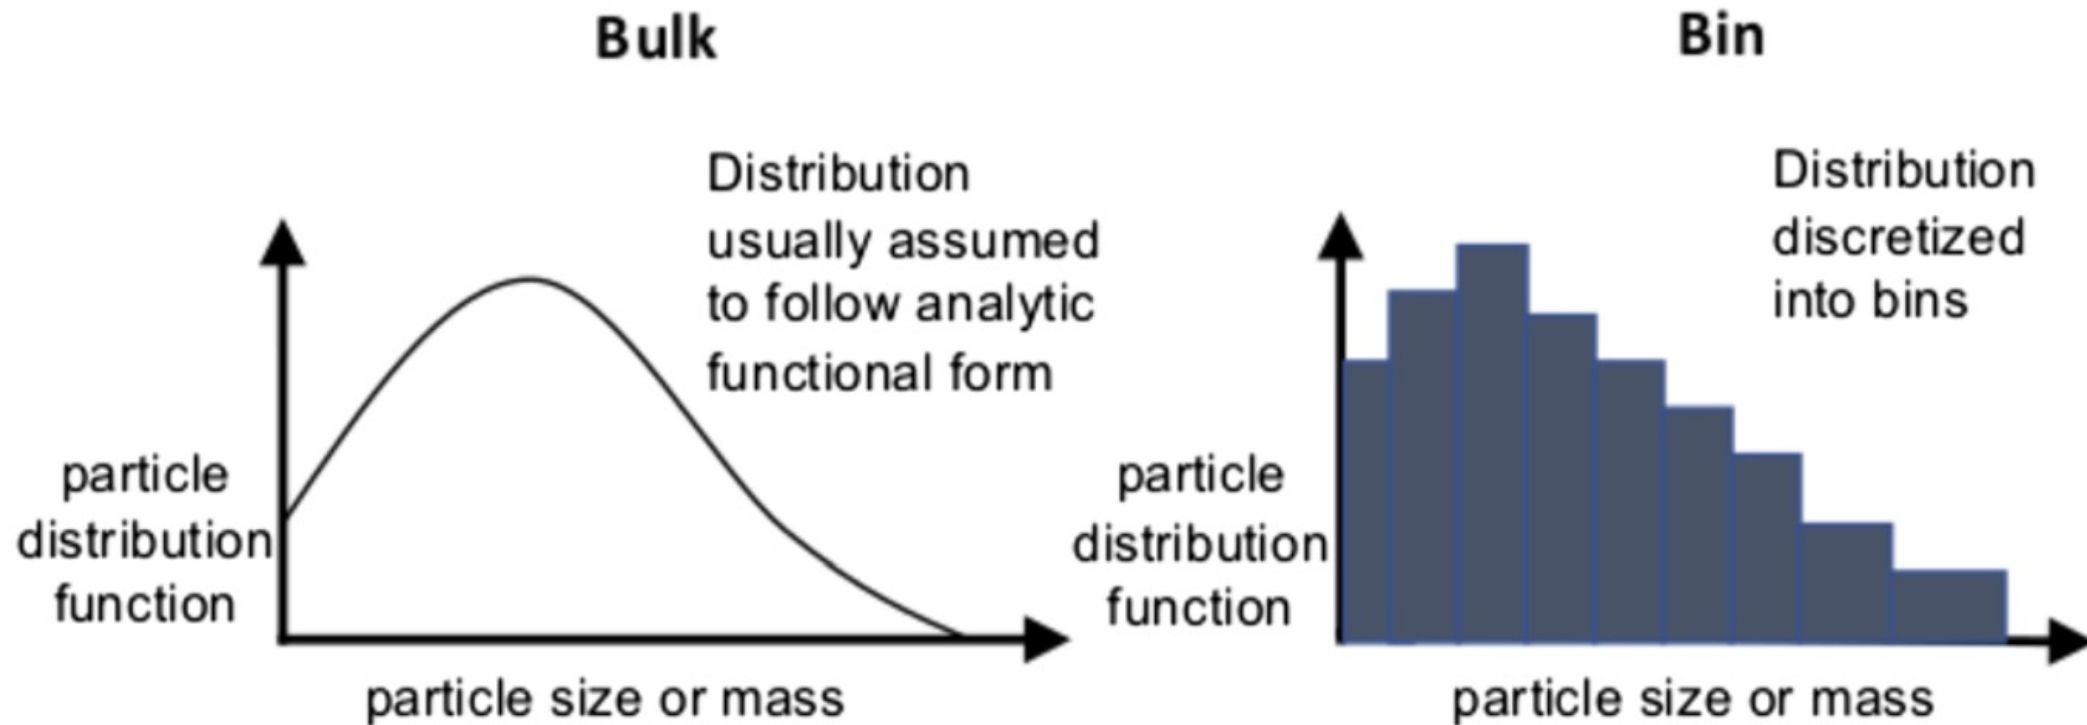 Bulk
Distribution
usually assumed
to follow analytic
functional form
particle
distribution
function
particle size or mass
Bin
Distribution
discretized
into bins
particle
distribution
function
particle size or mass